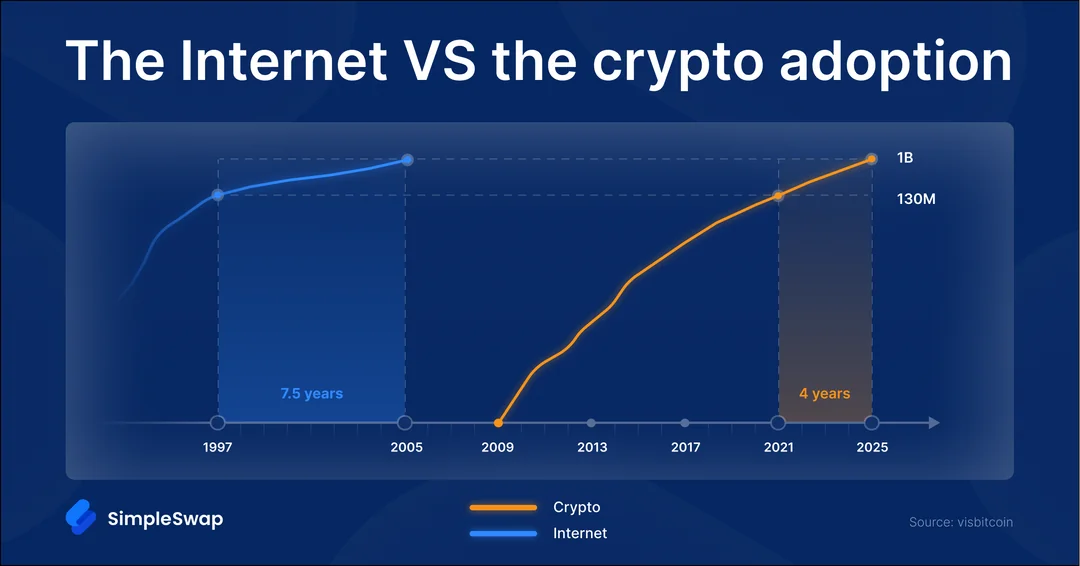 The Internet VS the crypto adoption
1B
130M
7.5 years
4 years
1997
2005
2009
2013
2017
2021
2025
SimpleSwap
Crypto
Internet
Source: visbitcoin